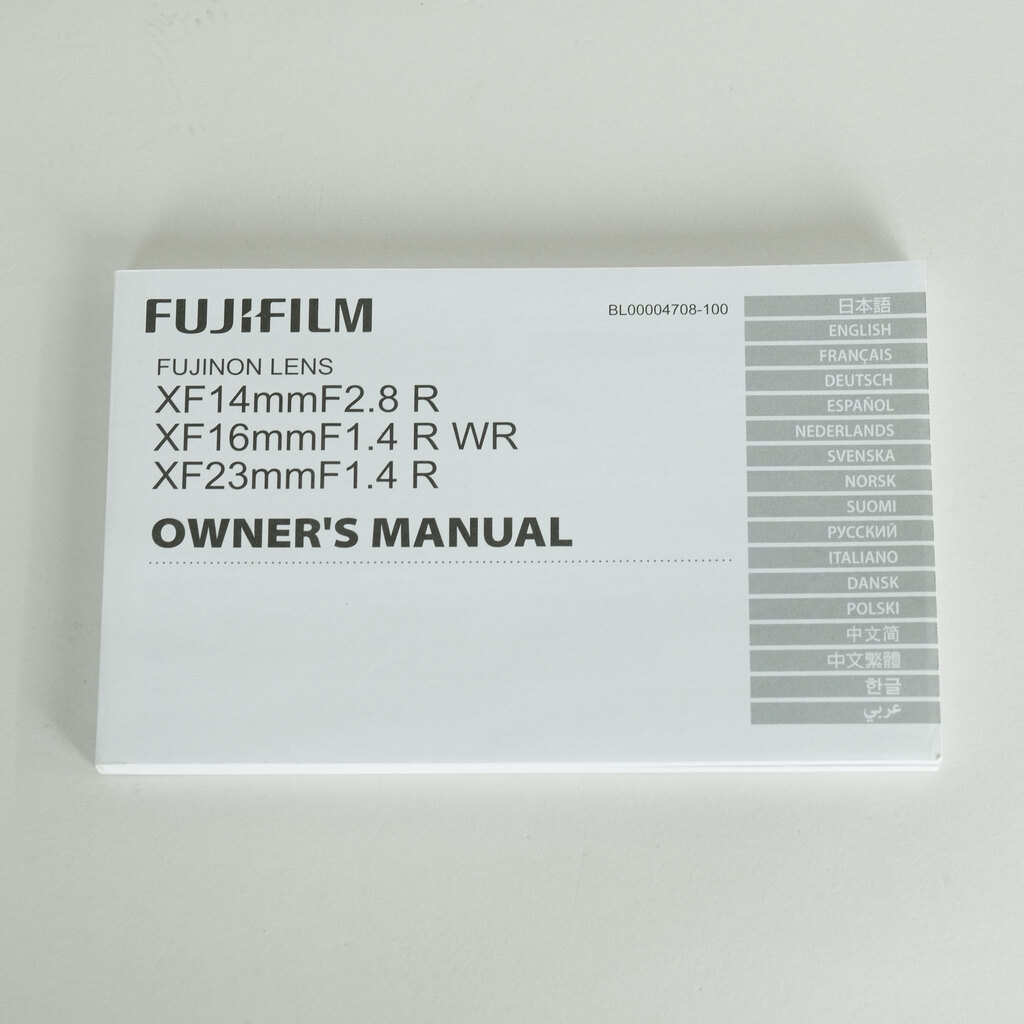 FUJIFILM
BL00004708-100
FUJINON LENS
XF14mmF2.8 R
XF16mmF1.4 R WR
XF23mmF1.4 R
OWNER'S MANUAL
日本語
ENGLISH
FRANÇAIS
DEUTSCH
ESPAÑOL
NEDERLANDS
SVENSKA
NORSK
SUOMI
РУССКИЙ
ITALIANO
DANSK
POLSKI
中文简
中文繁體
한글
عربي